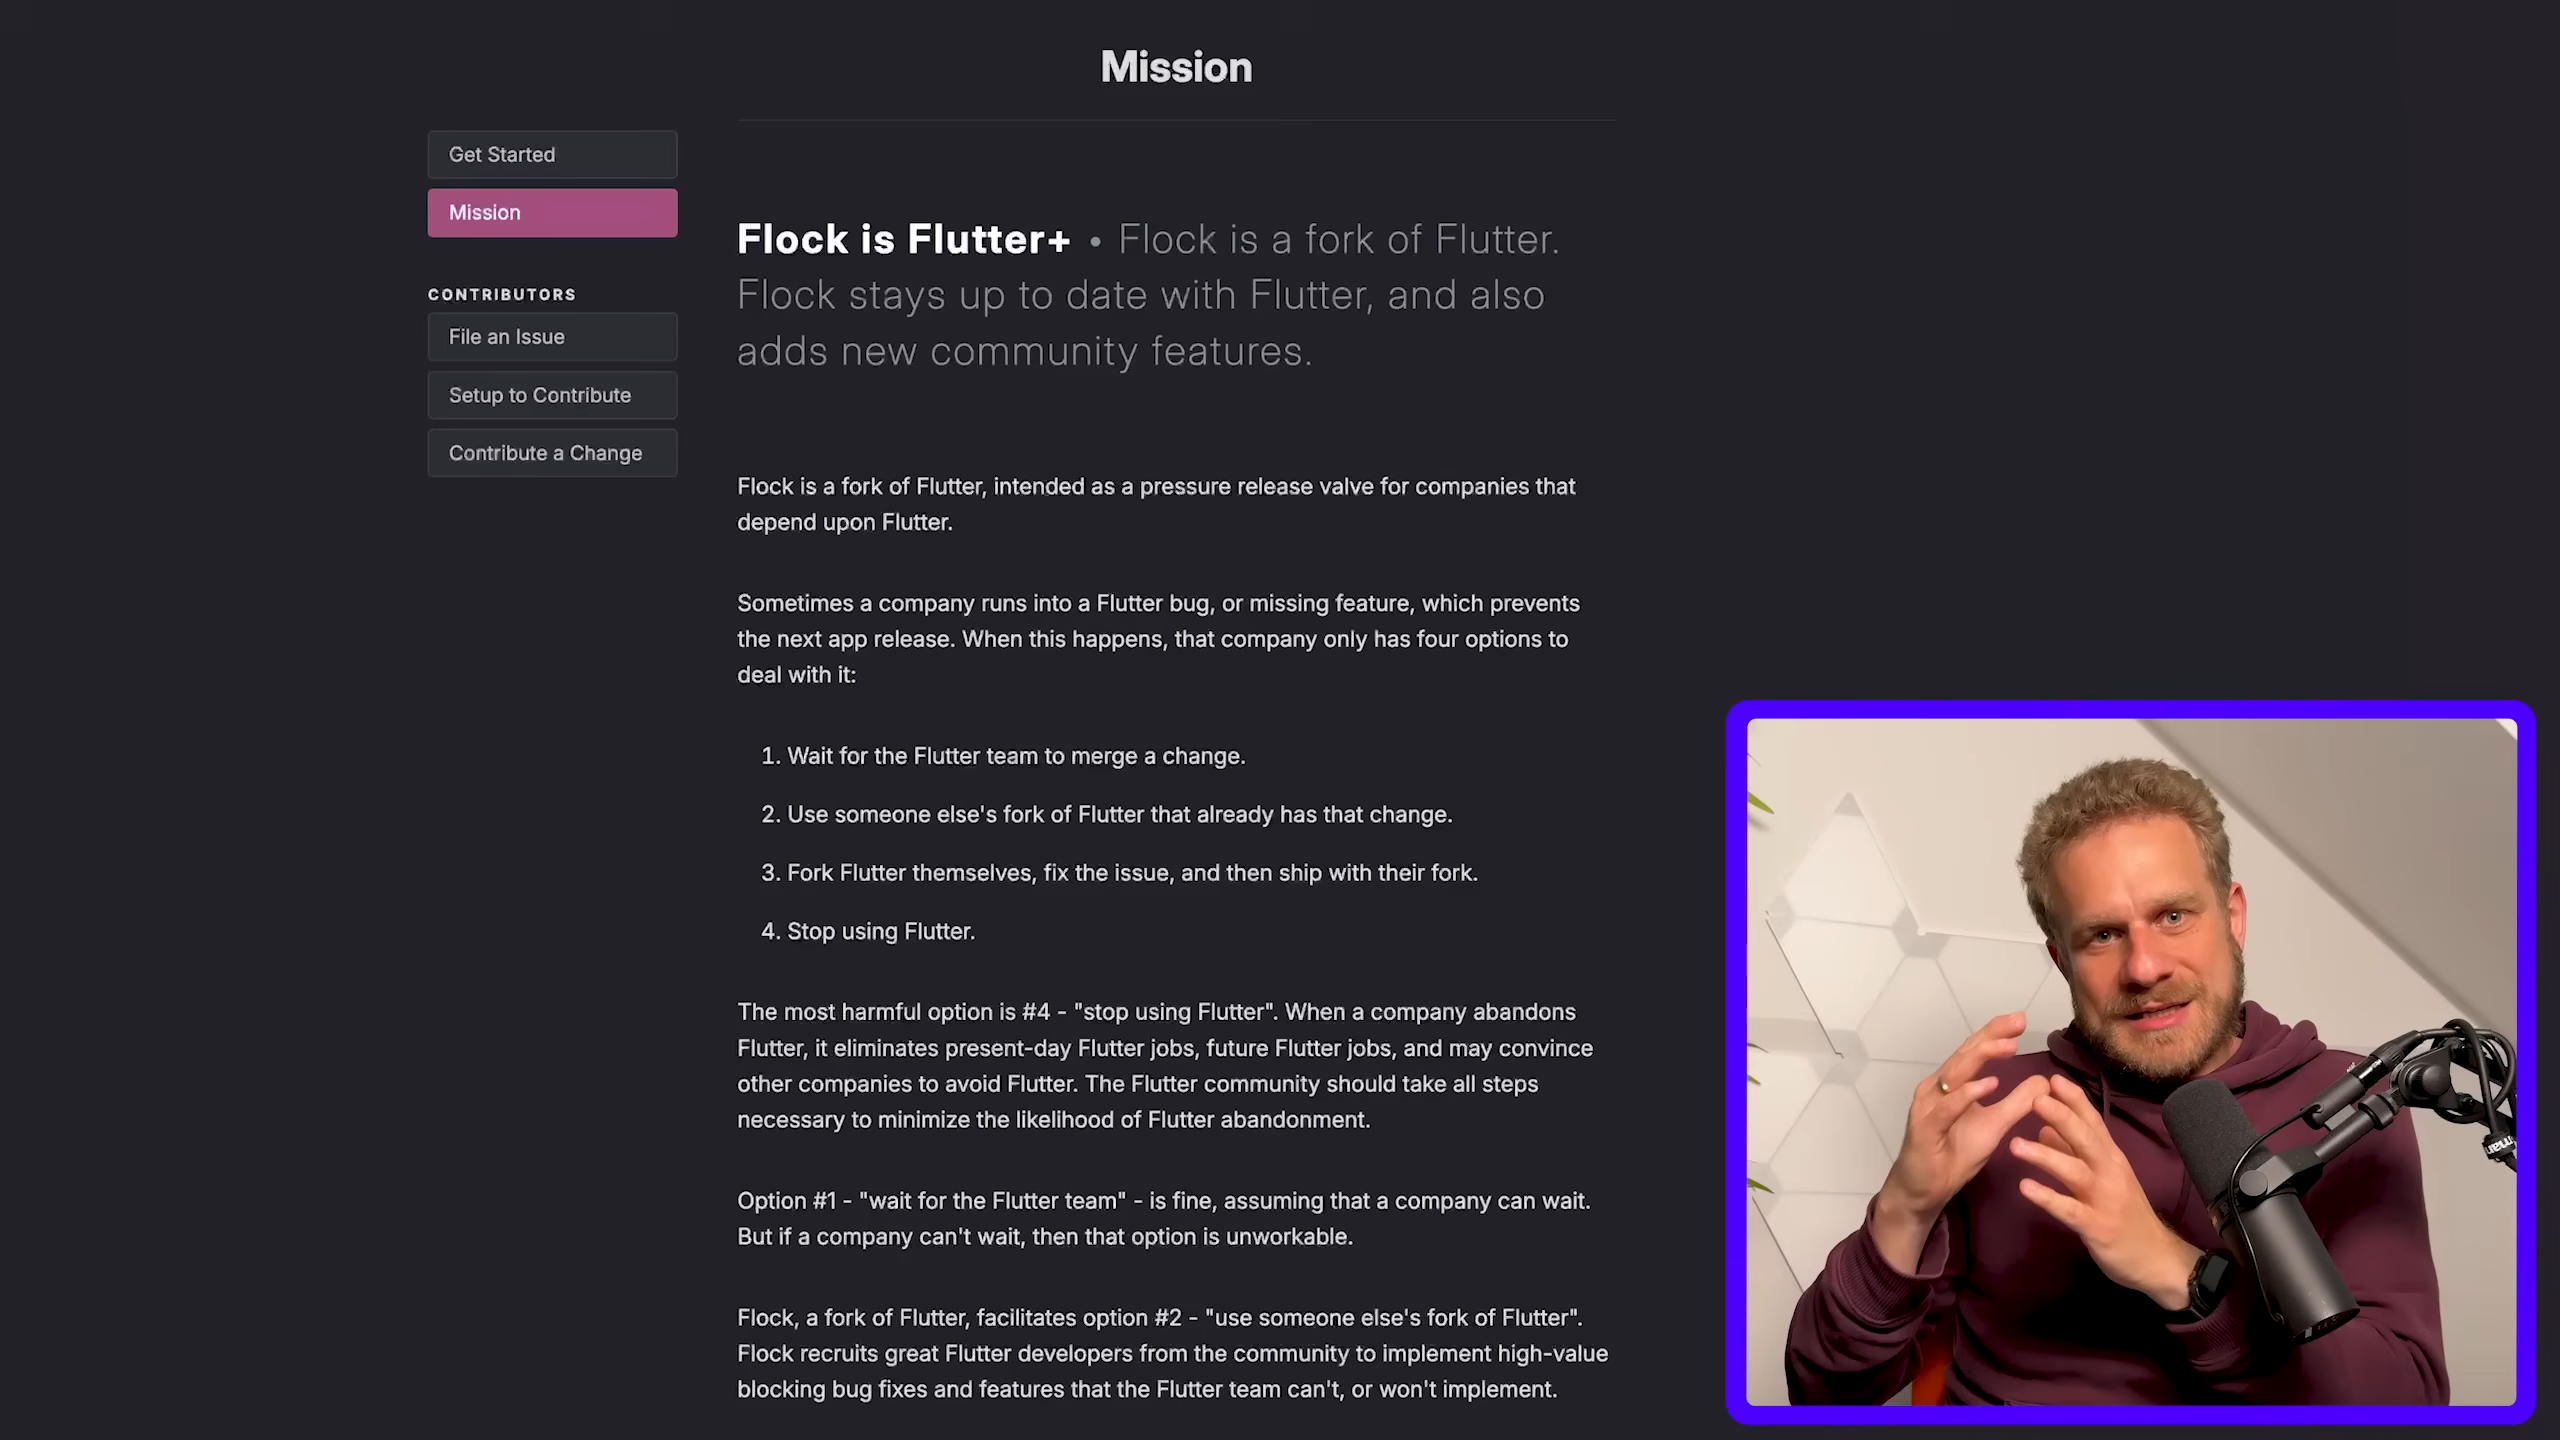 Mission
Get Started
Mission
CONTRIBUTORS
File an Issue
Setup to Contribute
Contribute a Change
Flock is Flutter+ • Flock is a fork of Flutter.
Flock stays up to date with Flutter, and also
adds new community features.
Flock is a fork of Flutter, intended as a pressure release valve for companies that
depend upon Flutter.
Sometimes a company runs into a Flutter bug, or missing feature, which prevents
the next app release. When this happens, that company only has four options to
deal with it:
1. Wait for the Flutter team to merge a change.
2. Use someone else's fork of Flutter that already has that change.
3. Fork Flutter themselves, fix the issue, and then ship with their fork.
4. Stop using Flutter.
The most harmful option is #4 - "stop using Flutter". When a company abandons
Flutter, it eliminates present-day Flutter jobs, future Flutter jobs, and may convince
other companies to avoid Flutter. The Flutter community should take all steps
necessary to minimize the likelihood of Flutter abandonment.
Option #1 - "wait for the Flutter team" - is fine, assuming that a company can wait.
But if a company can't wait, then that option is unworkable.
Flock, a fork of Flutter, facilitates option #2 - "use someone else's fork of Flutter".
Flock recruits great Flutter developers from the community to implement high-value
blocking bug fixes and features that the Flutter team can't, or won't implement.